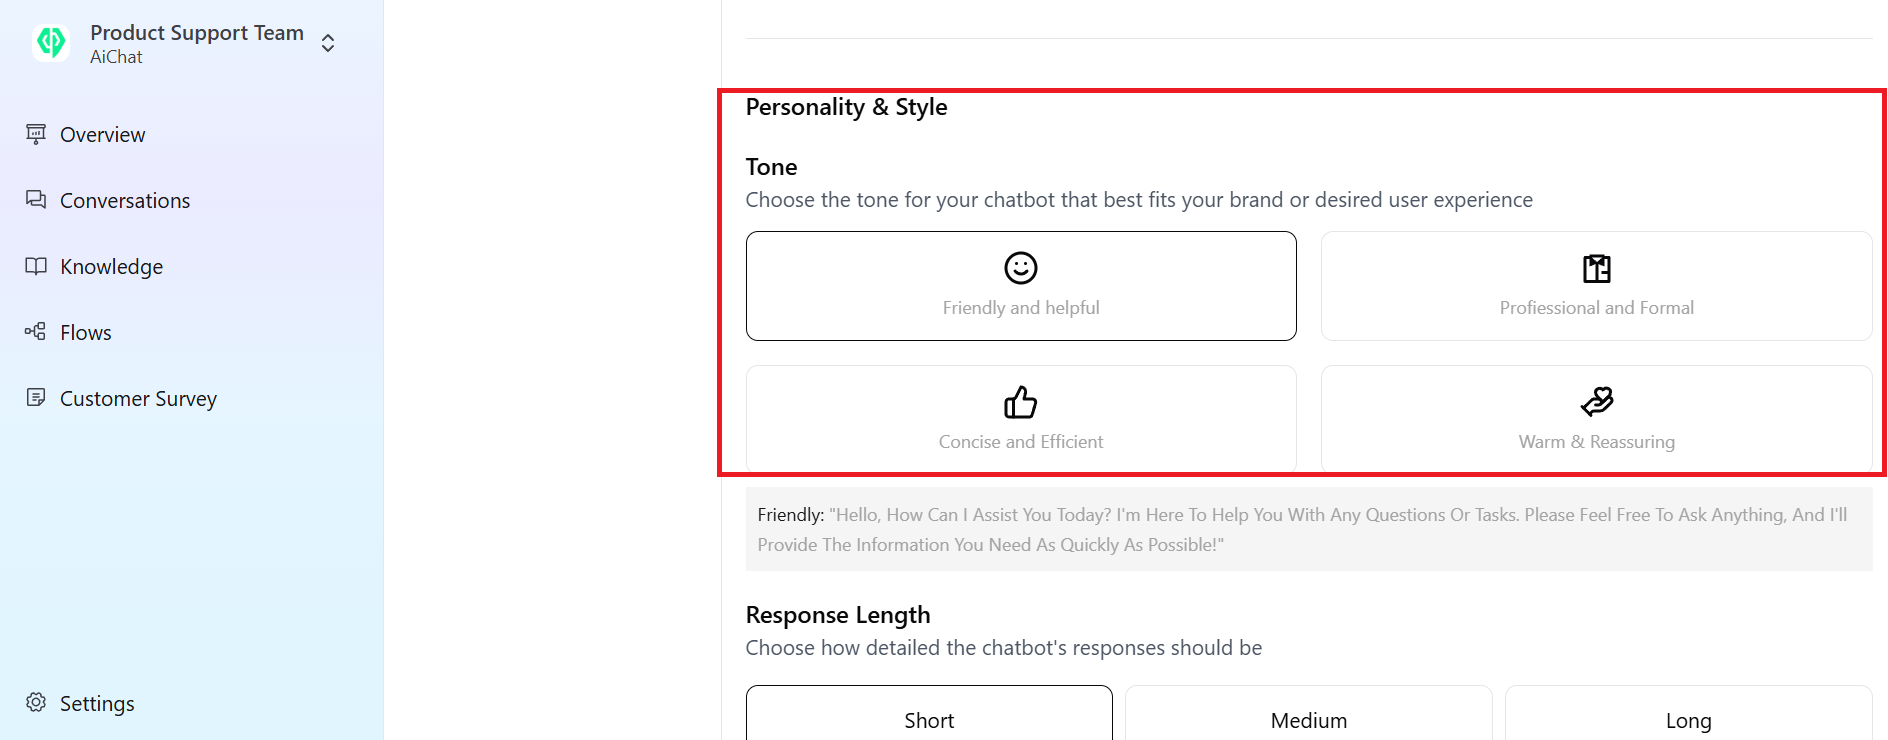 Product Support Team
AiChat
Overview
Conversations
Knowledge
Flows
Customer Survey
Settings
Personality & Style
Tone
Choose the tone for your chatbot that best fits your brand or desired user experience
Friendly and helpful
Profiessional and Formal
Concise and Efficient
Warm & Reassuring
Friendly: "Hello, How Can I Assist You Today? I'm Here To Help You With Any Questions Or Tasks. Please Feel Free To Ask Anything, And I'll
Provide The Information You Need As Quickly As Possible!"
Response Length
Choose how detailed the chatbot's responses should be
Short
Medium
Long